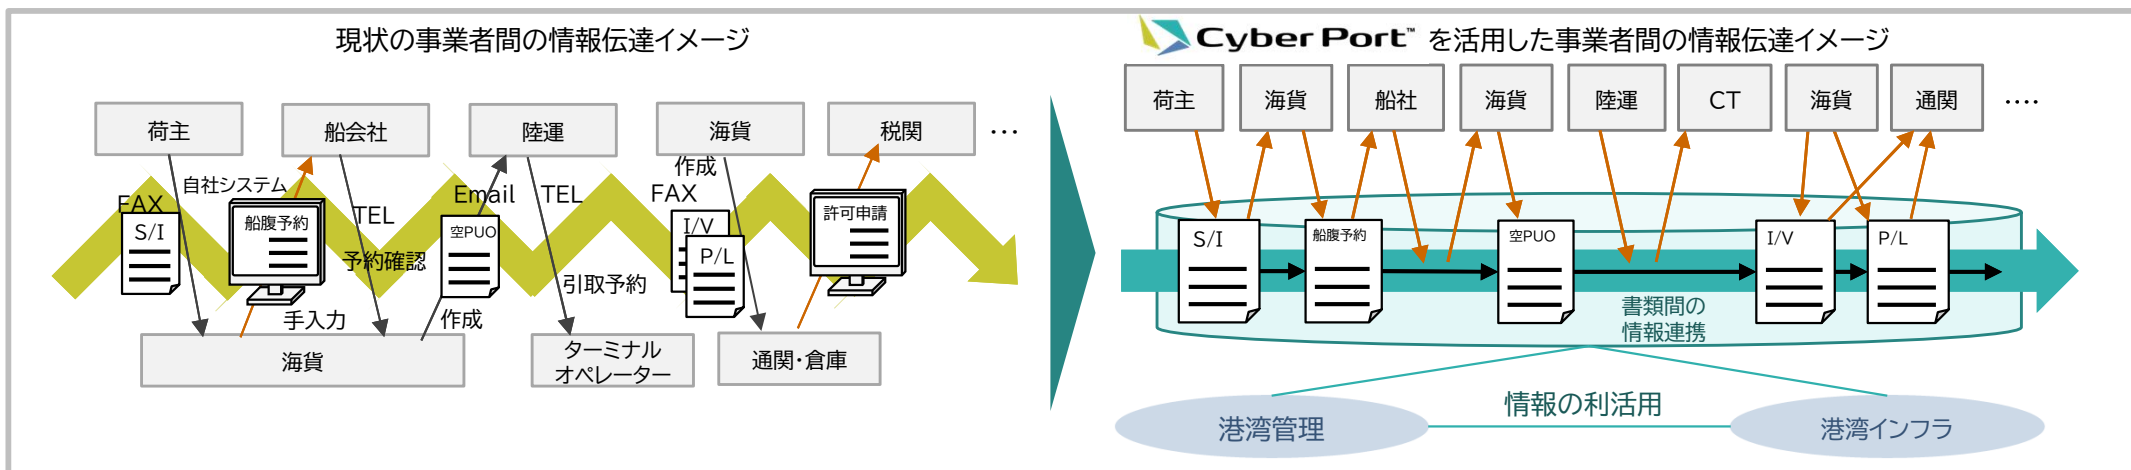 現状の事業者間の情報伝達イメージ
荷主
船会社
陸運
海貨
税関
…
FAX
自社システム
TEL
Email
TEL
FAX
作成
S/I
船腹予約
予約確認
空PUO
引取予約
I/V
P/L
許可申請
手入力
作成
海貨
ターミナル
オペレーター
通関・倉庫
Cyber Port™ を活用した事業者間の情報伝達イメージ
荷主
海貨
船社
海貨
陸運
CT
海貨
通関
....
S/I
船腹予約
空PUO
I/V
P/L
書類間の
情報連携
情報の利活用
港湾管理
港湾インフラ